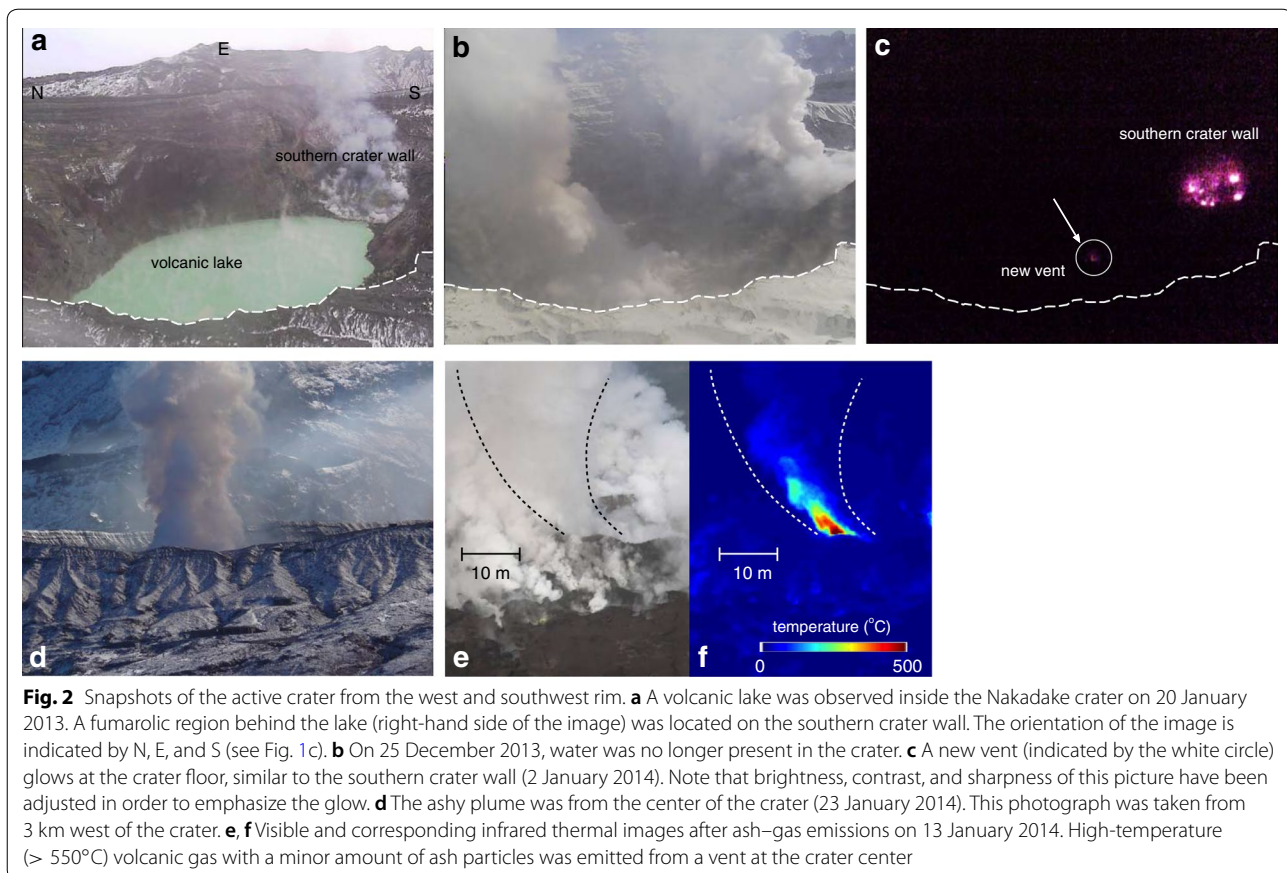 a
E
N
S
southern crater wall
volcanic lake
b
c
southern crater wall
new vent
d
10 m
e
10 m
temperature (°C)
0
500
f
Fig. 2 Snapshots of the active crater from the west and southwest rim. a A volcanic lake was observed inside the Nakadake crater on 20 January
2013. A fumarolic region behind the lake (right-hand side of the image) was located on the southern crater wall. The orientation of the image is
indicated by N, E, and S (see Fig. 1c). b On 25 December 2013, water was no longer present in the crater. c A new vent (indicated by the white circle)
glows at the crater floor, similar to the southern crater wall (2 January 2014). Note that brightness, contrast, and sharpness of this picture have been
adjusted in order to emphasize the glow. d The ashy plume was from the center of the crater (23 January 2014). This photograph was taken from
3 km west of the crater. e, f Visible and corresponding infrared thermal images after ash–gas emissions on 13 January 2014. High-temperature
(> 550°C) volcanic gas with a minor amount of ash particles was emitted from a vent at the crater center